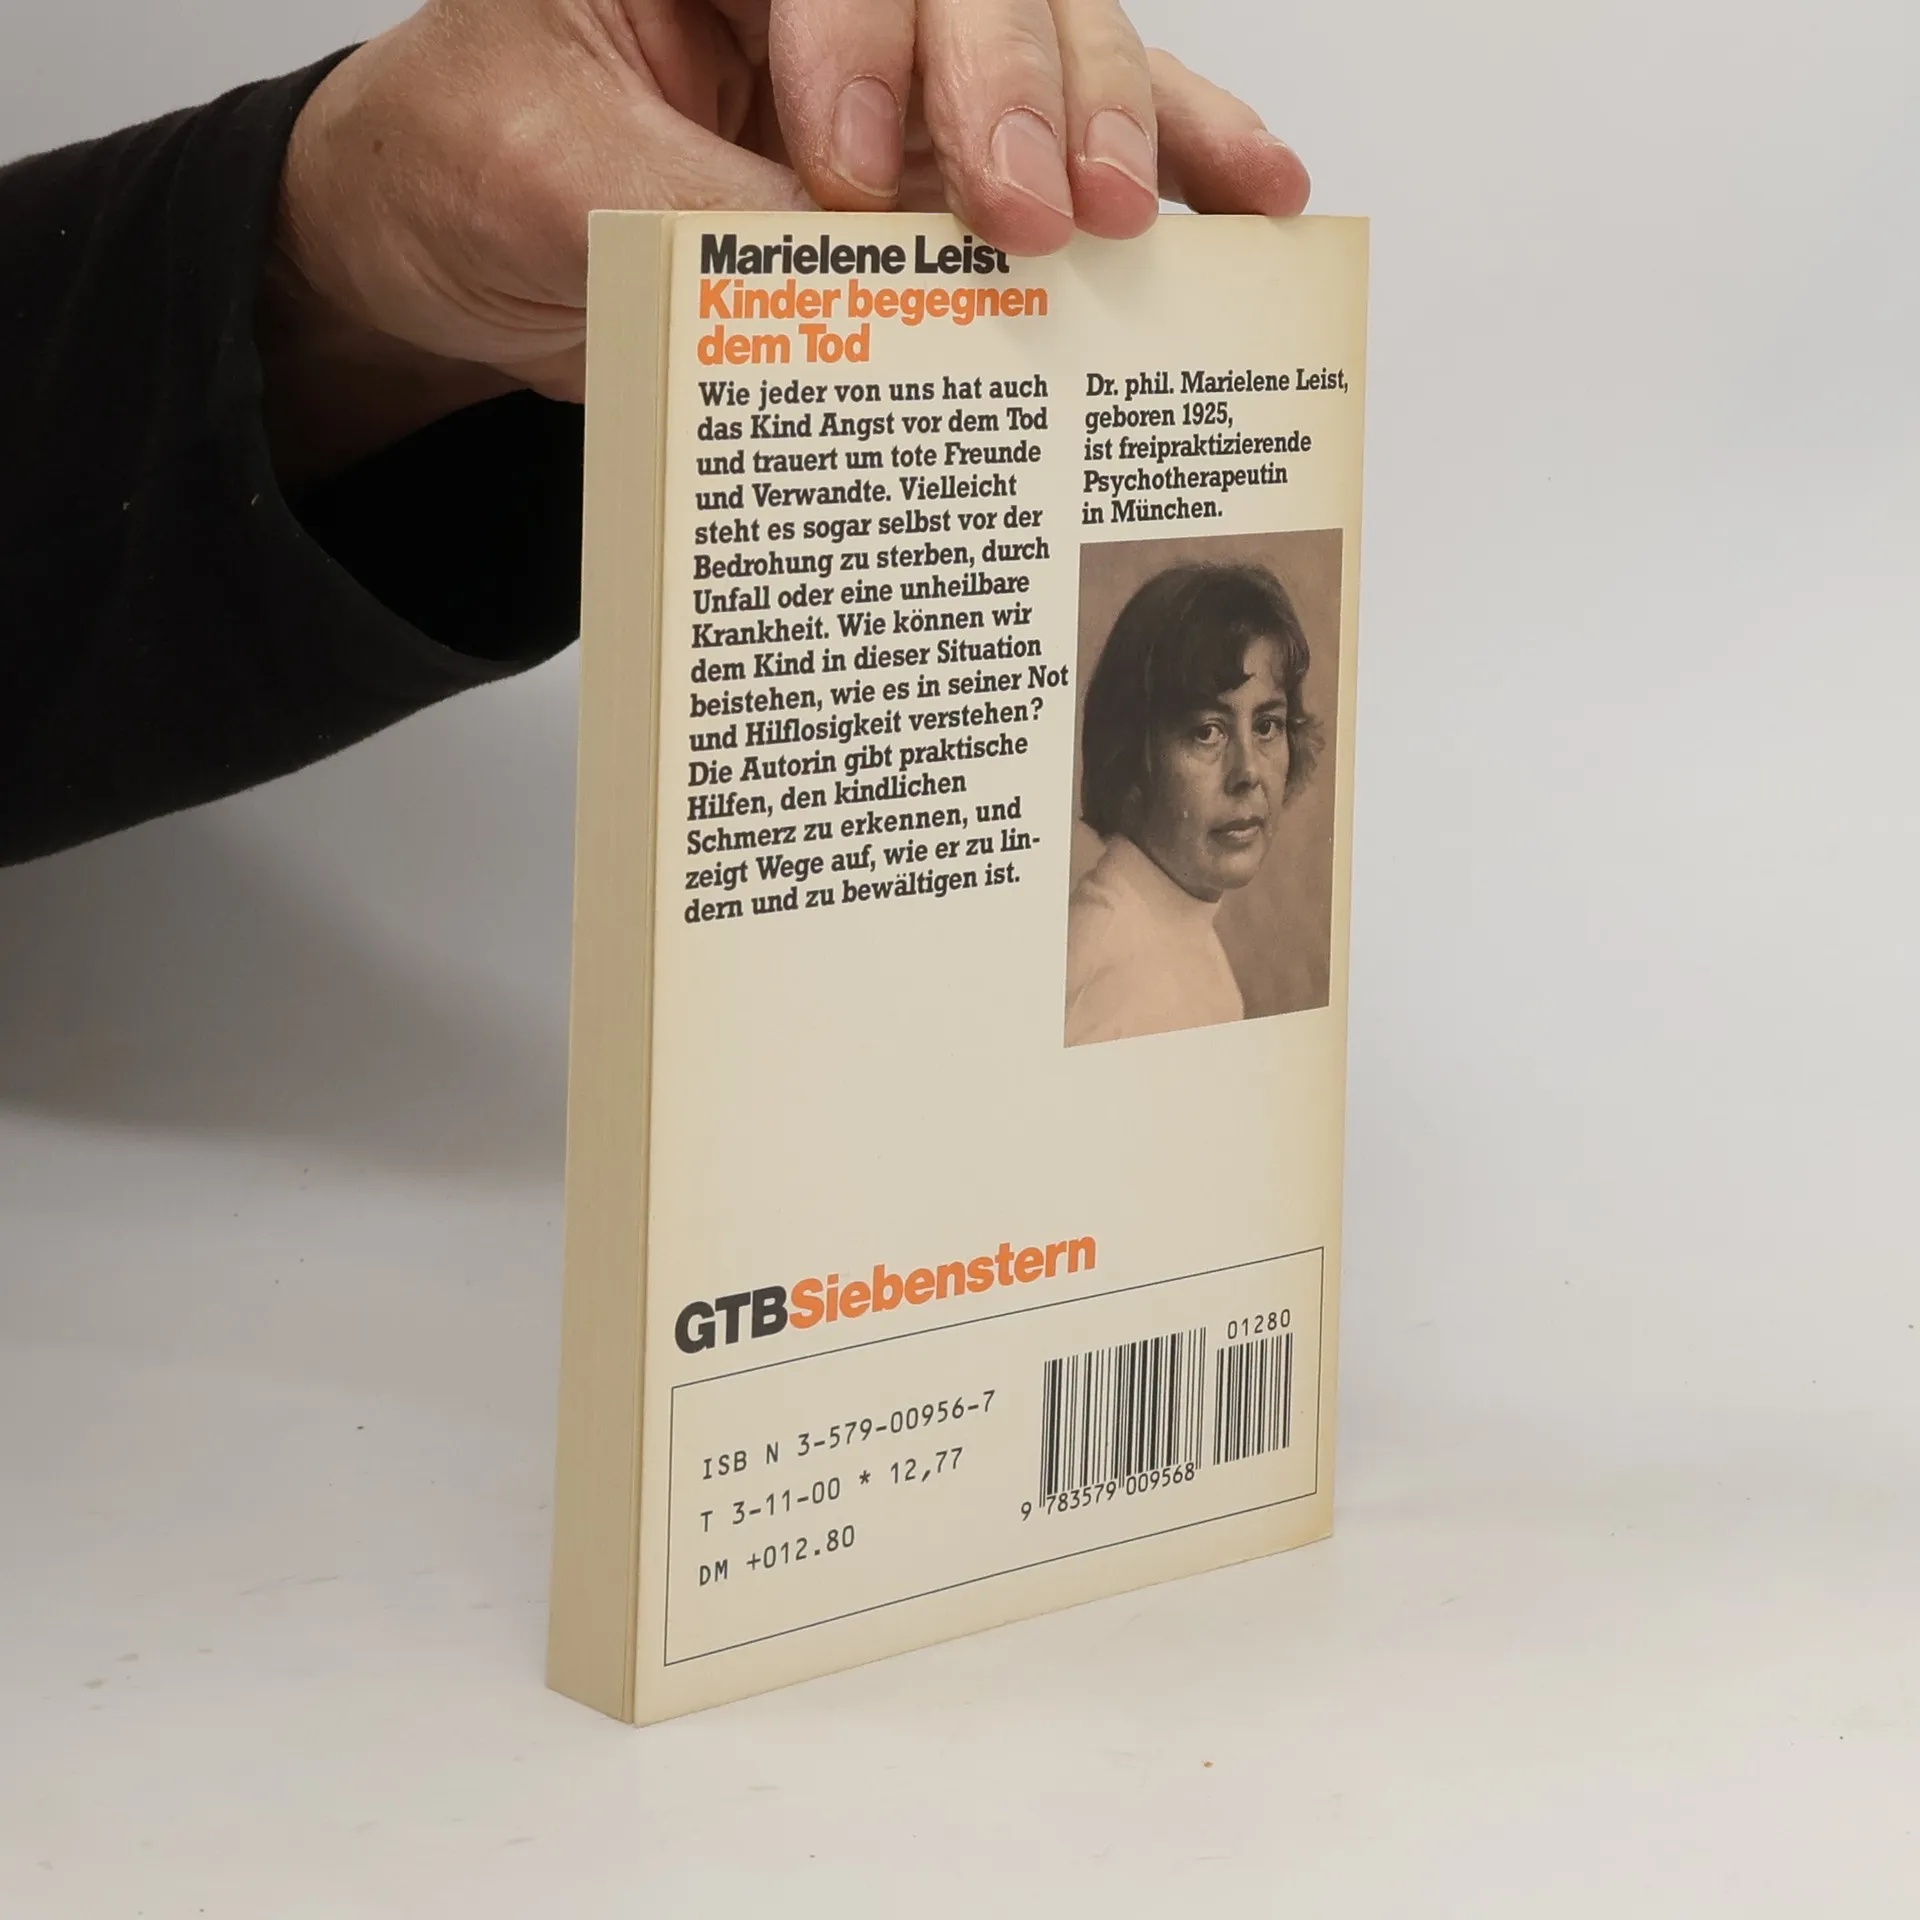 Marielene Leist
Kinder begegnen
dem Tod
Wie jeder von uns hat auch
das Kind Angst vor dem Tod
und trauert um tote Freunde
und Verwandte. Vielleicht
steht es sogar selbst vor der
Bedrohung zu sterben, durch
Unfall oder eine unheilbare
Krankheit. Wie können wir
dem Kind in dieser Situation
beistehen, wie es in seiner Not
und Hilflosigkeit verstehen?
Die Autorin gibt praktische
Hilfen, den kindlichen
Schmerz zu erkennen, und
zeigt Wege auf, wie er zu lin-
dern und zu bewältigen ist.
Dr. phil. Marielene Leist,
geboren 1925,
ist freipraktizierende
Psychotherapeutin
in München.
GTBSiebenstern
ISB N 3-579-00956-7
T 3-11-00 * 12,77
DM +012.80
01280
9 783579 009568